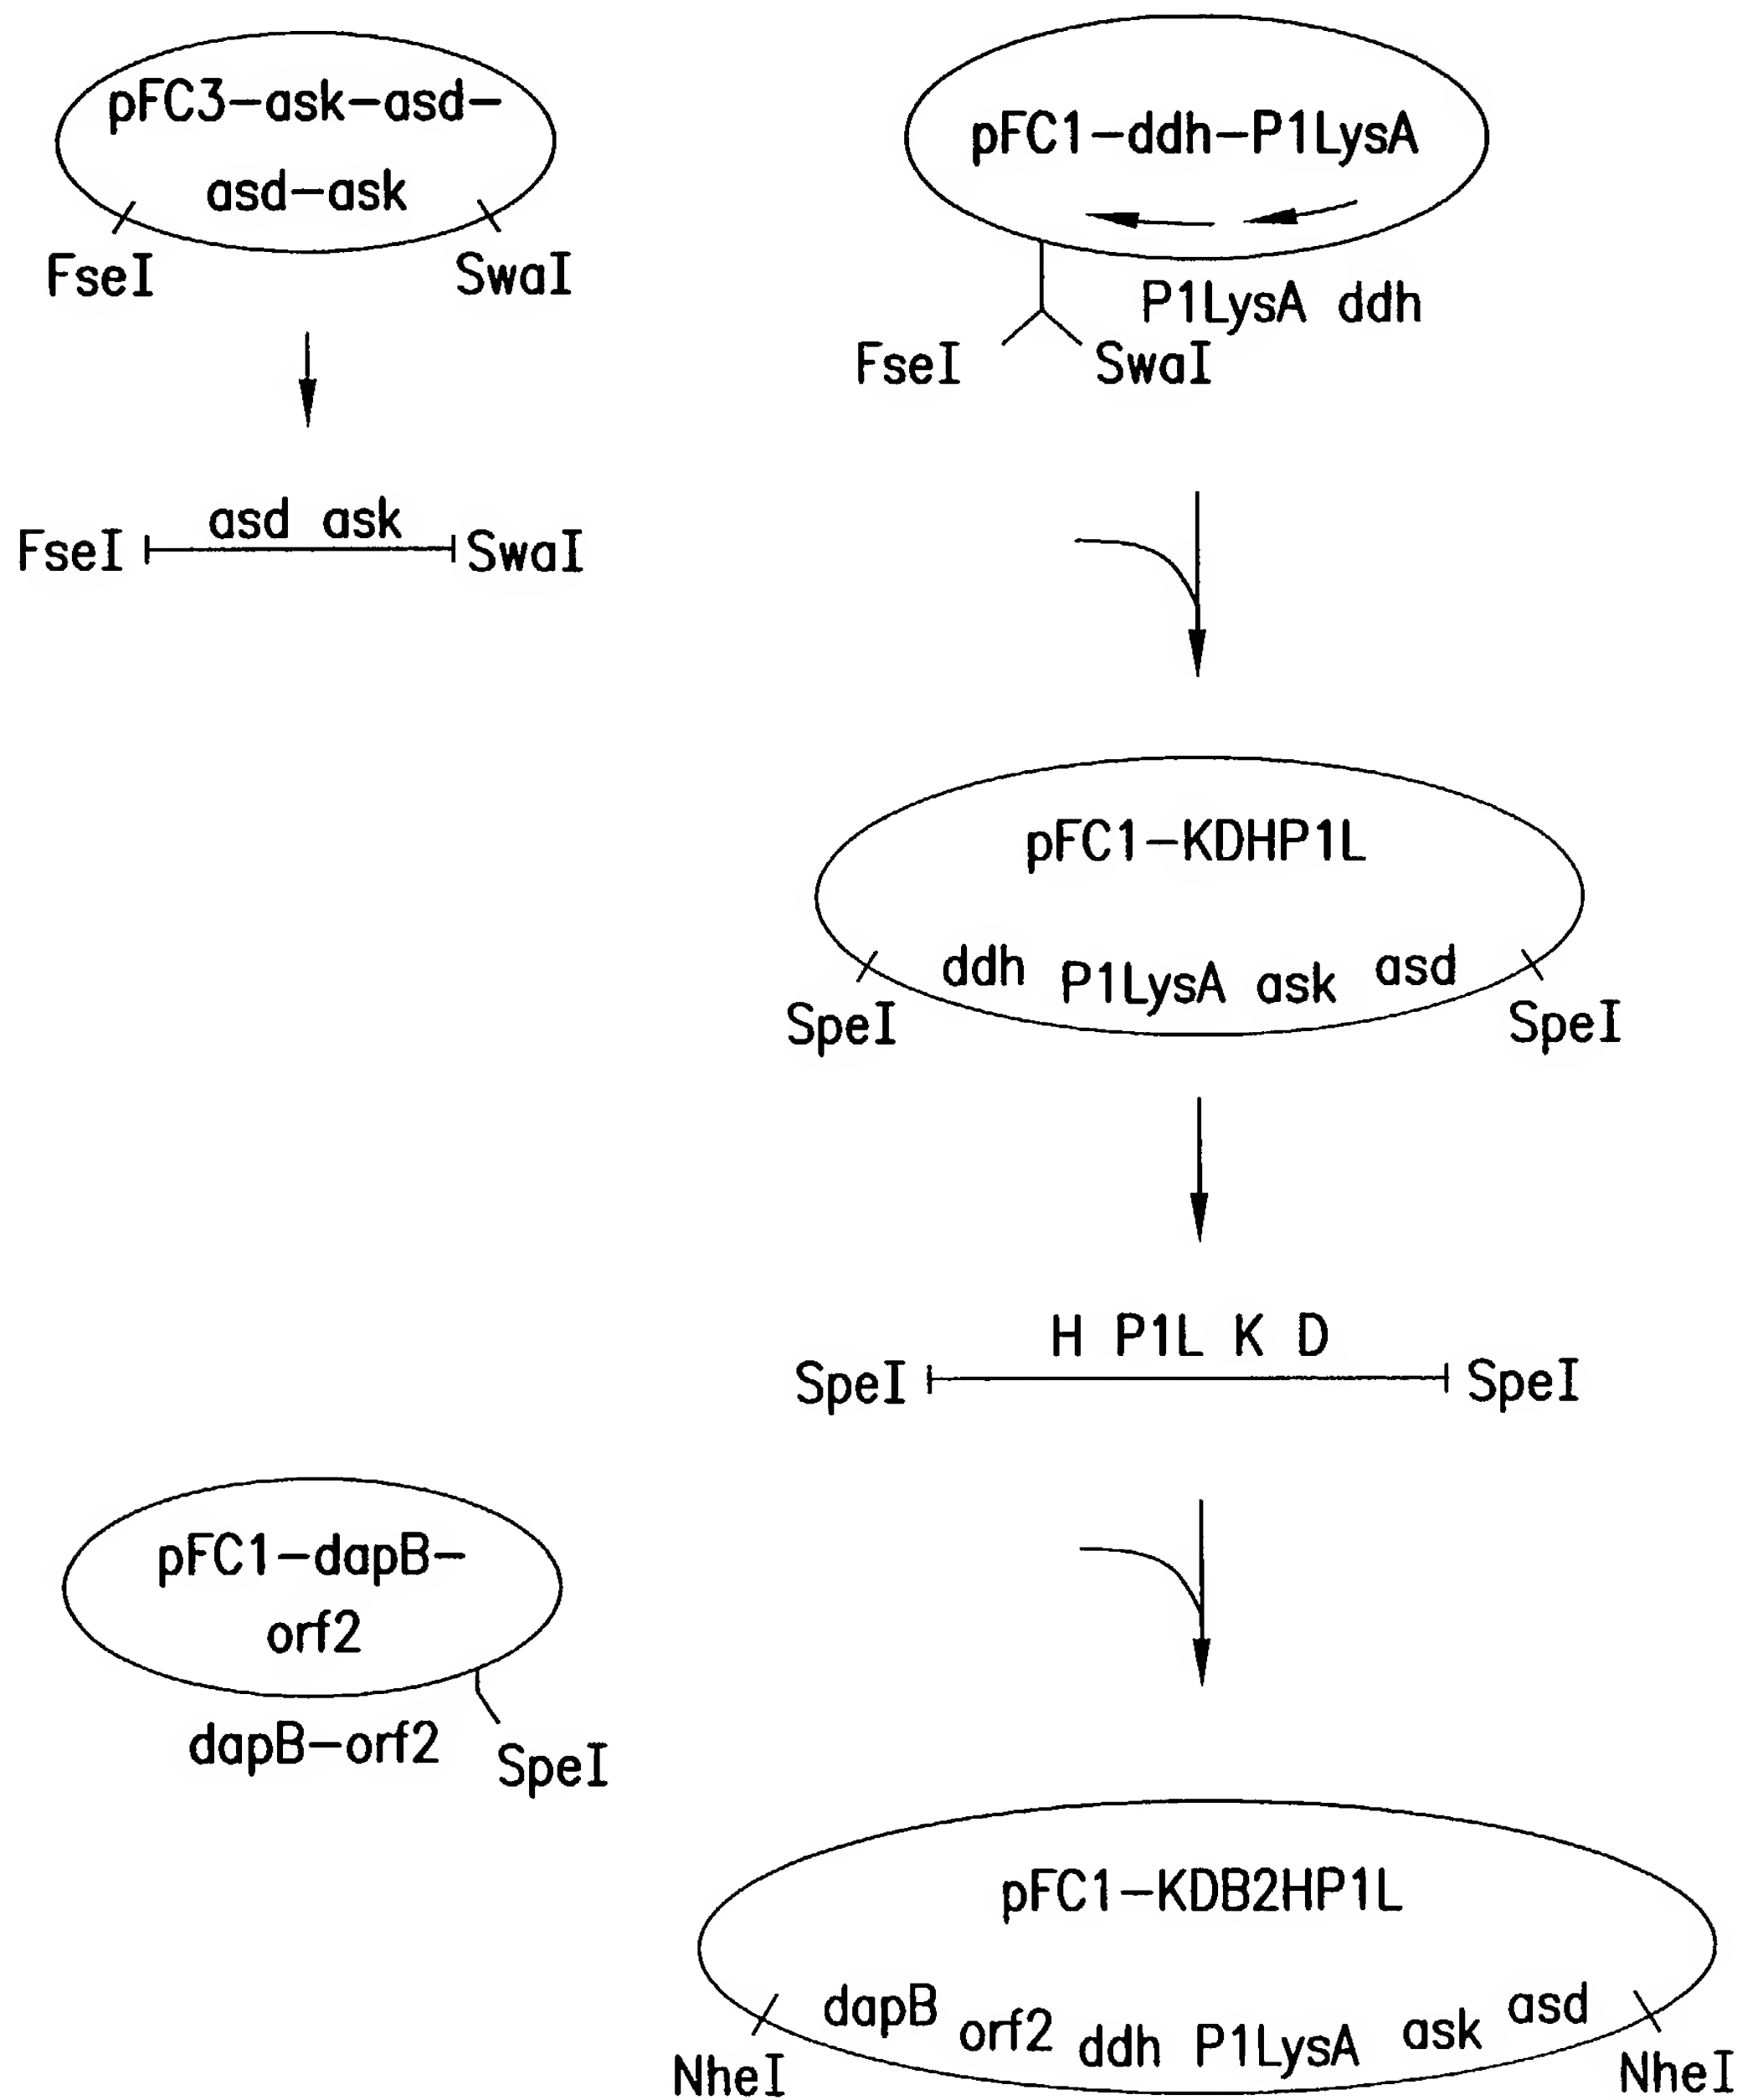 pFC3-ask-asd-
asd-ask
FseI
SwaI
pFC1-ddh-P1LysA
P1LysA ddh
FseI
SwaI
asd ask
FseI
SwaI
pFC1-KDHP1L
ddh P1LysA ask asd
SpeI
SpeI
H P1L K D
SpeI
SpeI
pFC1-dapB-
orf2
dapB-orf2
SpeI
pFC1-KDB2HP1L
dapB orf2 ddh P1LysA ask asd
NheI
NheI